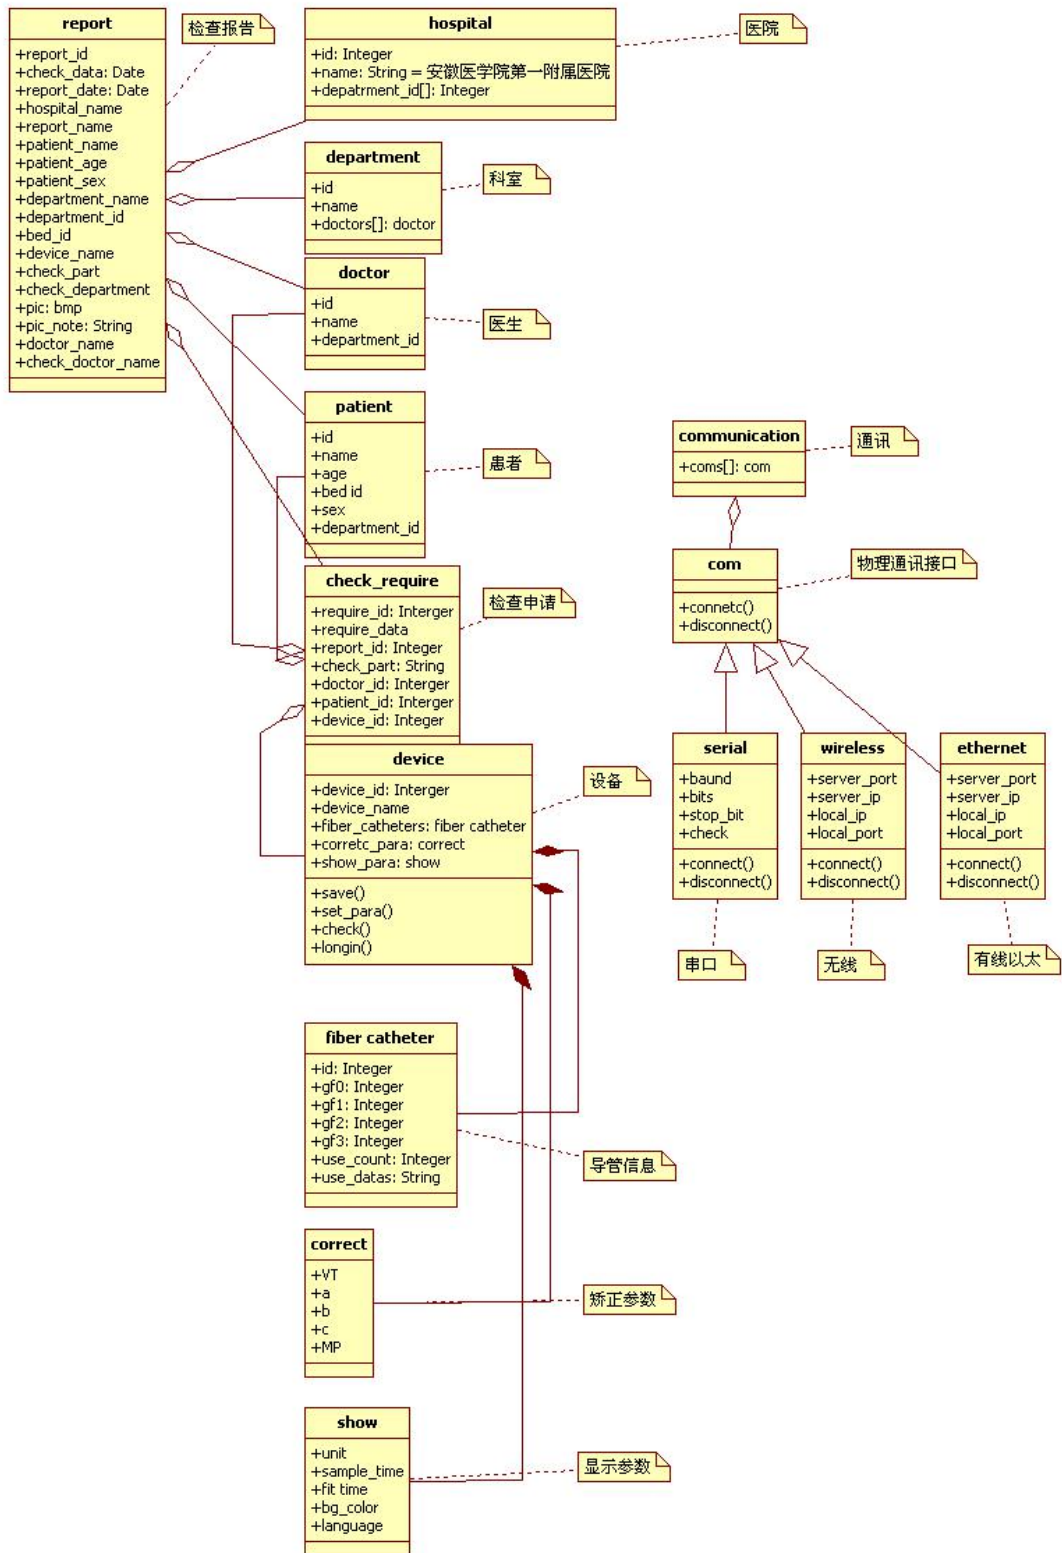 report
+report_id
+check_data: Date
+report_date: Date
+hospital_name
+report_name
+patient_name
+patient_age
+patient_sex
+department_name
+department_id
+bed_id
+device_name
+check_part
+check_department
+pic: bmp
+pic_note: String
+doctor_name
+check_doctor_name
检查报告
hospital
+id: Integer
+name: String = 安徽医学院第一附属医院
+depatrment_id[]: Integer
医院
department
+id
+name
+doctors[]: doctor
科室
doctor
+id
+name
+department_id
医生
patient
+id
+name
+age
+bed id
+sex
+department_id
患者
check_require
+require_id: Interger
+require_data
+report_id: Integer
+check_part: String
+doctor_id: Interger
+patient_id: Interger
+device_id: Integer
检查申请
device
+device_id: Interger
+device_name
+fiber_catheters: fiber catheter
+corretc_para: correct
+show_para: show
+save()
+set_para()
+check()
+longin()
设备
fiber catheter
+id: Integer
+gf0: Integer
+gf1: Integer
+gf2: Integer
+gf3: Integer
+use_count: Integer
+use_datas: String
导管信息
correct
+VT
+a
+b
+c
+MP
矫正参数
show
+unit
+sample_time
+fit time
+bg_color
+language
显示参数
communication
+coms[]: com
通讯
com
+connetc()
+disconnect()
物理通讯接口
serial
+baund
+bits
+stop_bit
+check
+connect()
+disconnect()
串口
wireless
+server_port
+server_ip
+local_ip
+local_port
+connect()
+disconnect()
无线
ethernet
+server_port
+server_ip
+local_ip
+local_port
+connect()
+disconnect()
有线以太